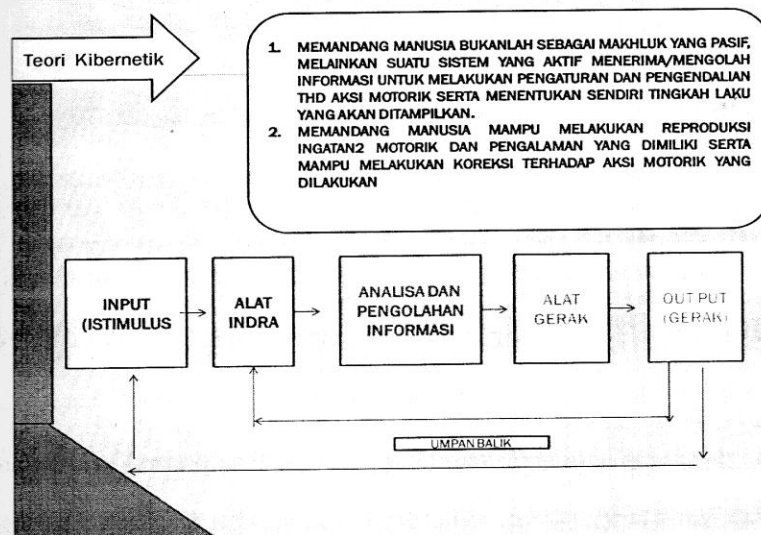 Teori Kibernetik
1. MEMANDANG MANUSIA BUKANLAH SEBAGAI MAKHLUK YANG PASIF,
MELAINKAN SUATU SISTEM YANG AKTIF MENERIMA/MENGOLAH
INFORMASI UNTUK MELAKUKAN PENGATURAN DAN PENGENDALIAN
THD AKSI MOTORIK SERTA MENENTUKAN SENDIRI TINGKAH LAKU
YANG AKAN DITAMPILKAN.
2. MEMANDANG MANUSIA MAMPU MELAKUKAN REPRODUKSI
INGATAN2 MOTORIK DAN PENGALAMAN YANG DIMILIKI SERTA
MAMPU MELAKUKAN KOREKSI TERHADAP AKSI MOTORIK YANG
DILAKUKAN
INPUT
(ISTIMULUS
ALAT
INDRA
ANALISA DAN
PENGOLAHAN
INFORMASI
ALAT
GERAK
OUTPUT
(GERAK)
UMPAN BALIK